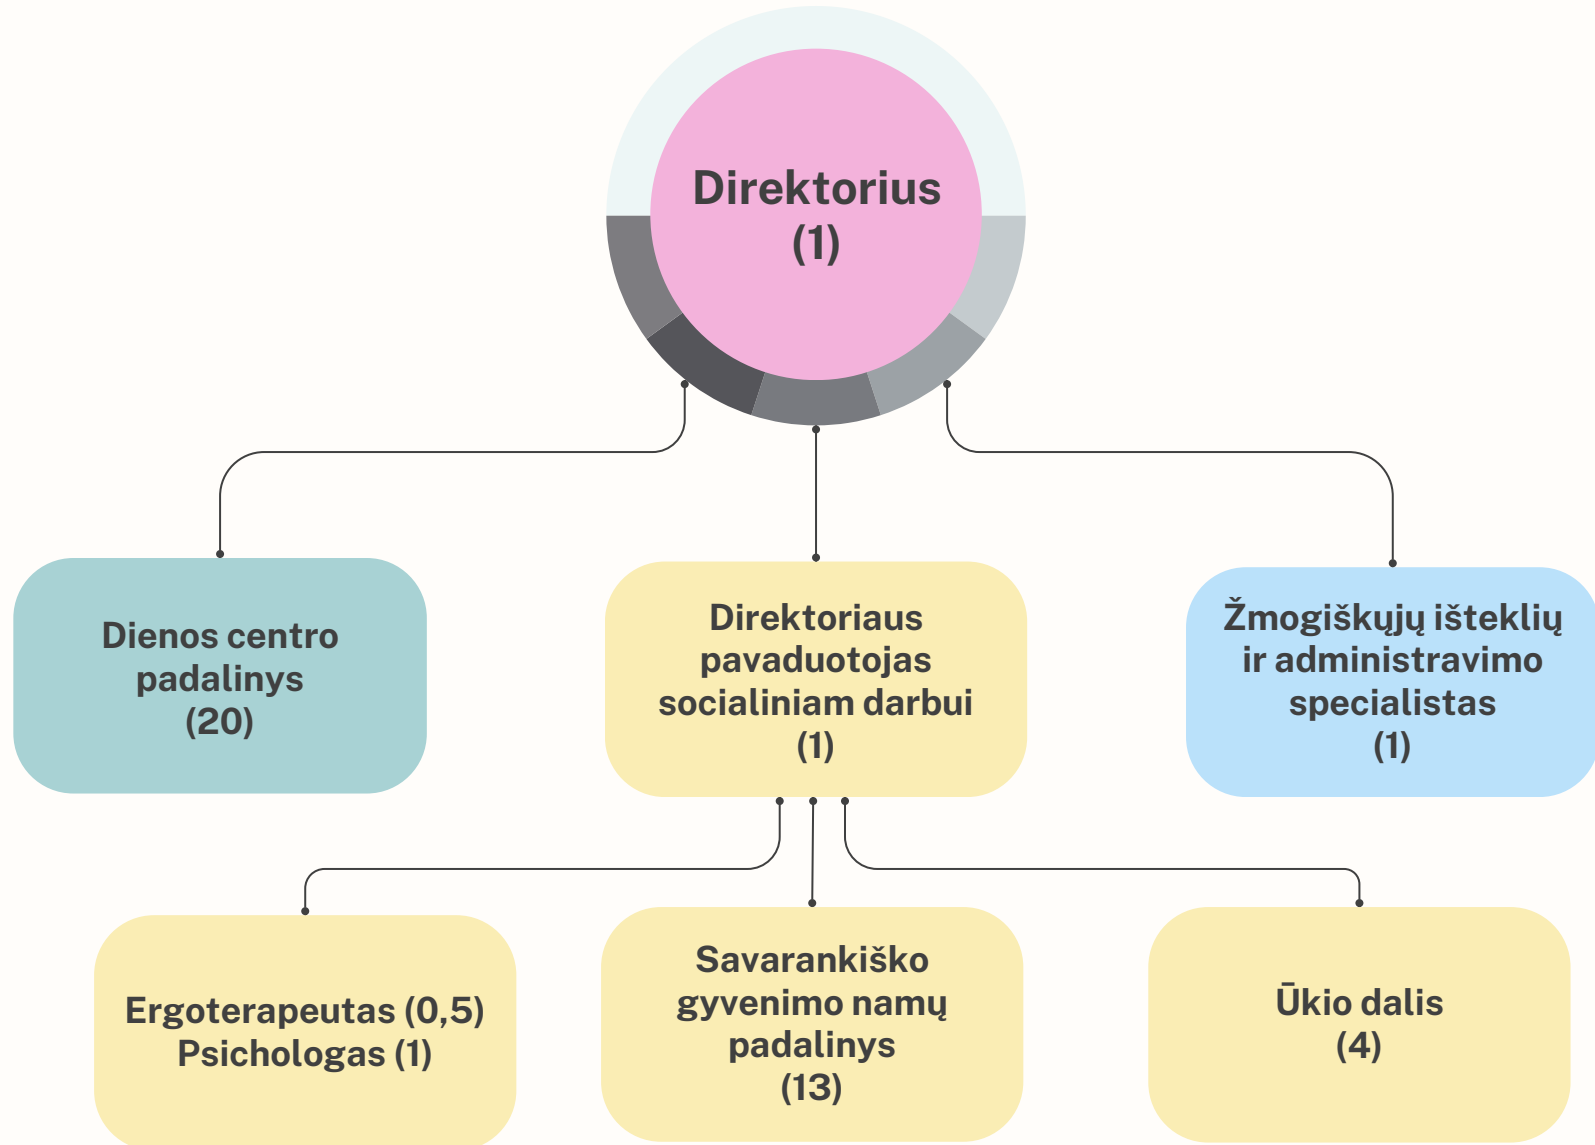 Direktorius
(1)
Dienos centro
padalinys
(20)
Direktoriaus
pavaduotojas
socialiniam darbui
(1)
Žmogiškųjų išteklių
ir administravimo
specialistas
(1)
Ergoterapeutas (0,5)
Psichologas (1)
Savarankiško
gyvenimo namų
padalinys
(13)
Ūkio dalis
(4)